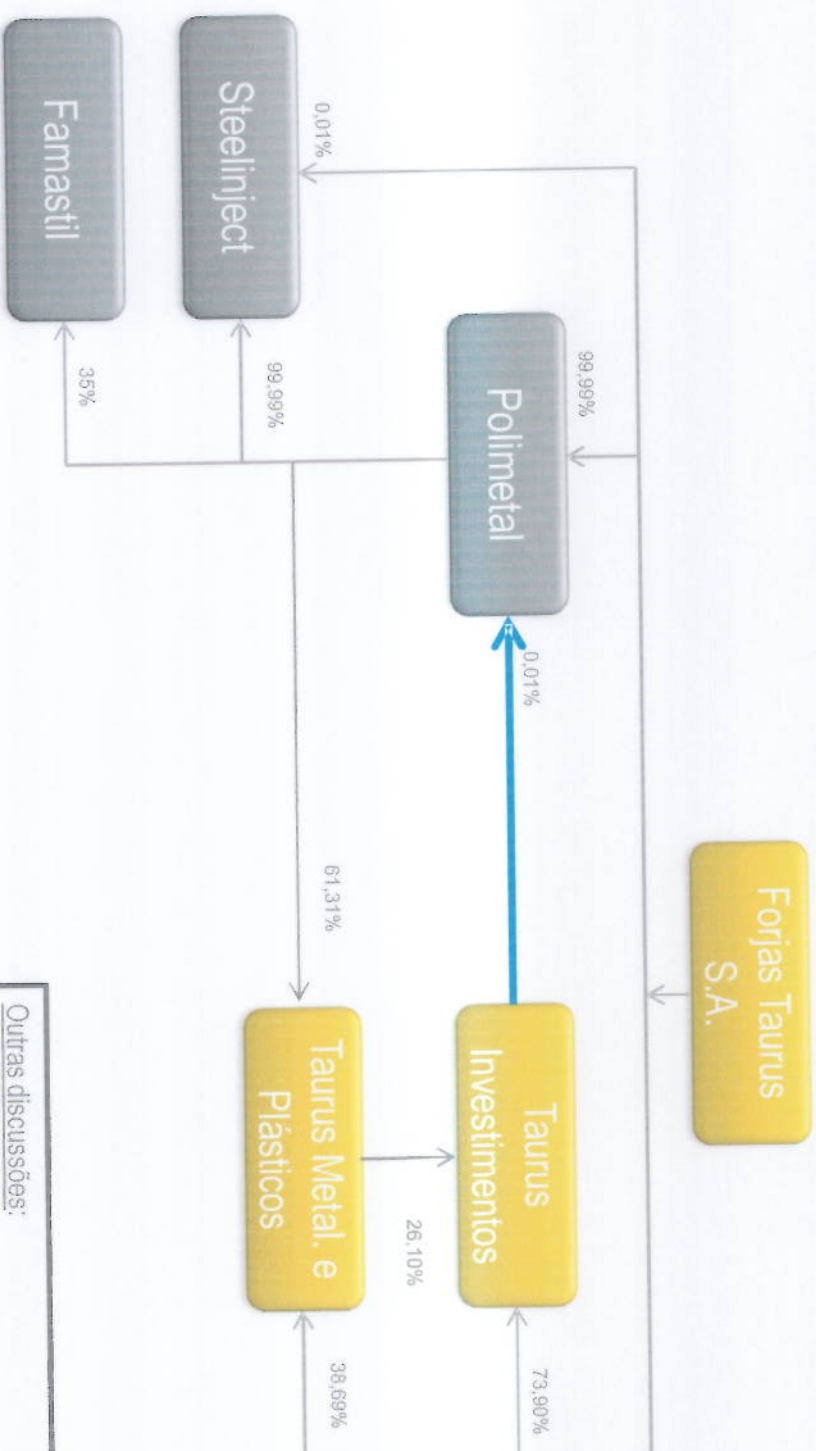 Forjas Taurus
S.A.
99,99%
0,01%
Polimetal
0,01%
Taurus
Investimentos
73,90%
Steelinject
99,99%
61,31%
26,10%
Taurus Metal. e
Plásticos
38,69%
Famastil
35%
Outras discussões: